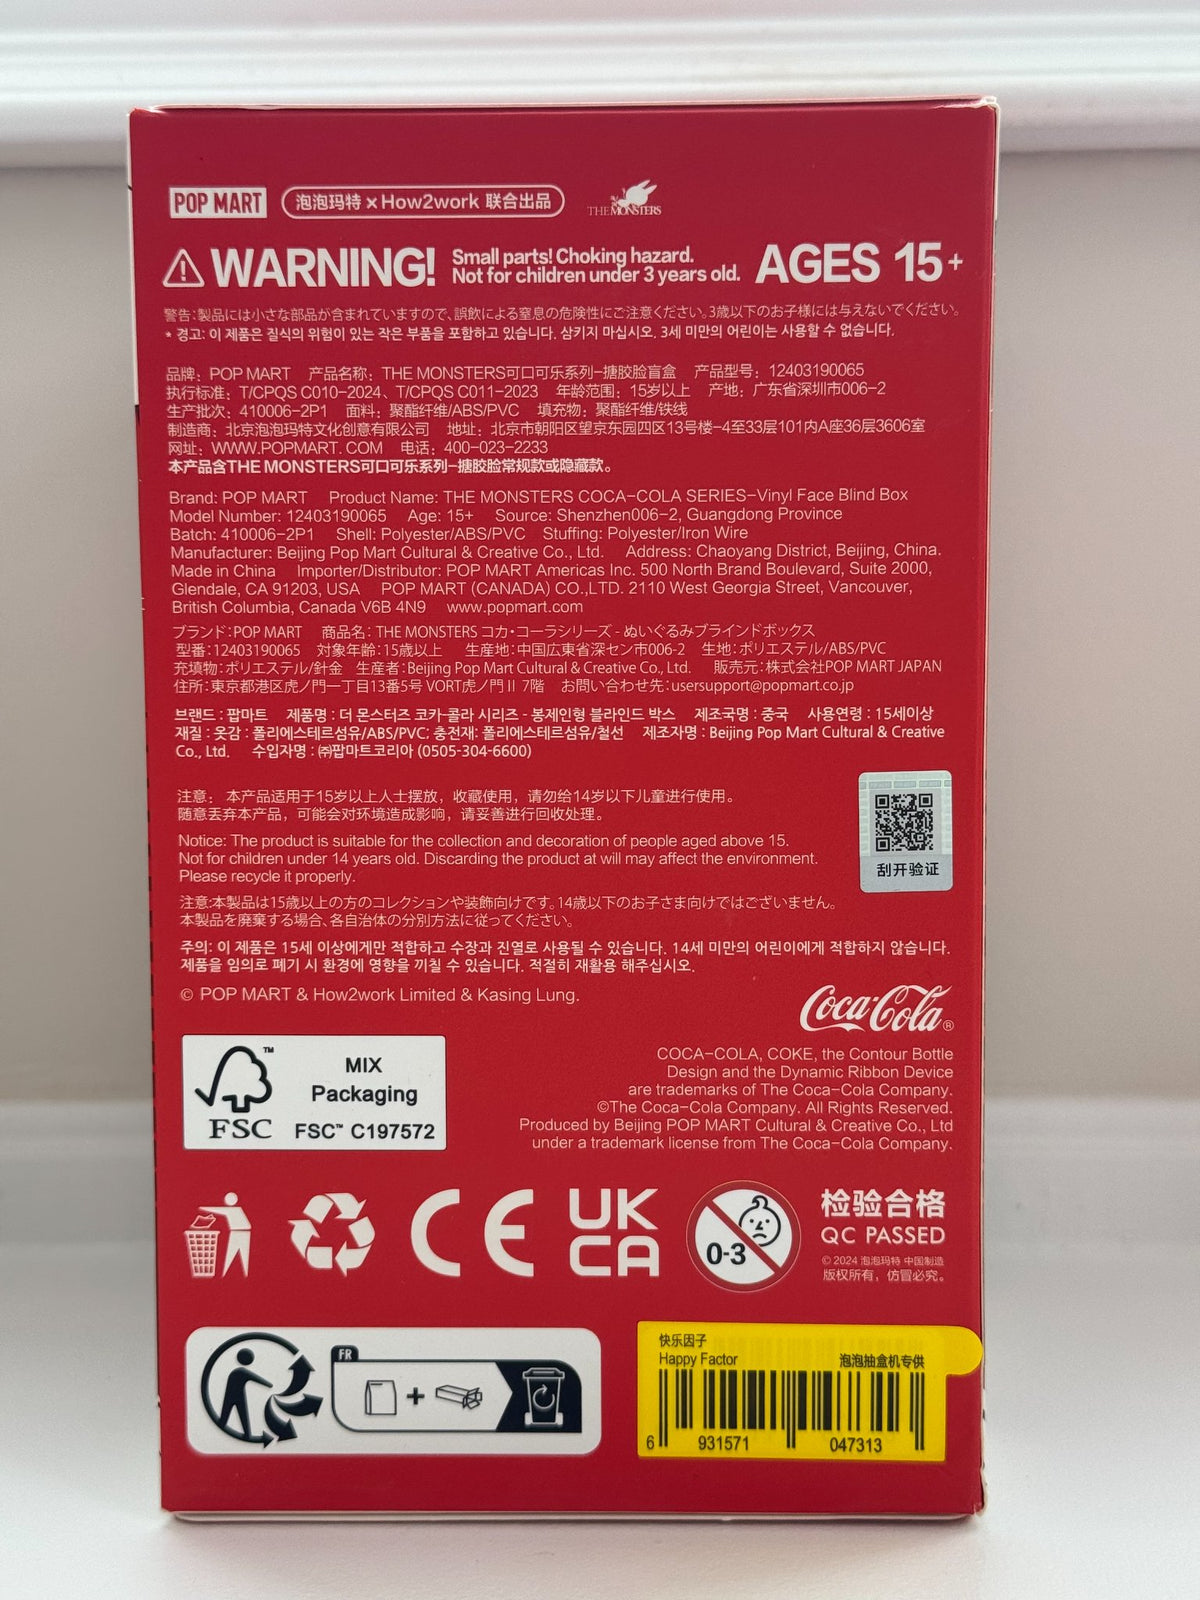 POP MART 泡泡玛特 × How2work 联合出品 THE MONSTERS
WARNING! Small parts! Choking hazard. Not for children under 3 years old. AGES 15+
警告:製品には小さな部品が含まれていますので、誤飲による窒息の危険性にご注意ください。3歳以下のお子様には与えないでください。
* 경고: 이 제품은 질식의 위험이 있는 작은 부품을 포함하고 있습니다. 삼키지 마십시오. 3세 미만의 어린이는 사용할 수 없습니다.
品牌：POP MART 产品名称：THE MONSTERS可口可乐系列-搪胶脸盲盒 产品型号：12403190065
执行标准：T/CPQS C010-2024、T/CPQS C011-2023 年龄范围：15岁以上 产地：广东省深圳市006-2
生产批次：410006-2P1 面料：聚酯纤维/ABS/PVC 填充物：聚酯纤维/铁线
制造商：北京泡泡玛特文化创意有限公司 地址：北京市朝阳区望京东园四区13号楼-4至33层101内A座36层3606室
网址：WWW.POPMART.COM 电话：400-023-2233
本产品含THE MONSTERS可口可乐系列-搪胶脸常规款或隐藏款。
Brand: POP MART Product Name: THE MONSTERS COCA-COLA SERIES-Vinyl Face Blind Box
Model Number: 12403190065 Age: 15+ Source: Shenzhen006-2, Guangdong Province
Batch: 410006-2P1 Shell: Polyester/ABS/PVC Stuffing: Polyester/Iron Wire
Manufacturer: Beijing Pop Mart Cultural & Creative Co., Ltd. Address: Chaoyang District, Beijing, China.
Made in China Importer/Distributor: POP MART Americas Inc. 500 North Brand Boulevard, Suite 2000,
Glendale, CA 91203, USA POP MART (CANADA) CO.,LTD. 2110 West Georgia Street, Vancouver,
British Columbia, Canada V6B 4N9 www.popmart.com
ブランド:POP MART 商品名: THE MONSTERS コカ・コーラシリーズ - ぬいぐるみブラインドボックス
型番:12403190065 対象年齢:15歳以上 生産地:中国広東省深セン市006-2 生地:ポリエステル/ABS/PVC
充填物:ポリエステル/針金 生産者:Beijing Pop Mart Cultural & Creative Co., Ltd. 販売元:株式会社POP MART JAPAN
住所:東京都港区虎ノ門一丁目13番5号 VORT虎ノ門Ⅱ 7階 お問い合わせ先:usersupport@popmart.co.jp
브랜드 : 팝마트 제품명 : 더 몬스터즈 코카-콜라 시리즈 - 봉제인형 블라인드 박스 제조국명 : 중국 사용연령 : 15세이상
재질 : 옷감 : 폴리에스테르섬유/ABS/PVC; 충전재: 폴리에스테르섬유/철선 제조자명 : Beijing Pop Mart Cultural & Creative
Co., Ltd. 수입자명 : ㈜팝마트코리아 (0505-304-6600)
注意：本产品适用于15岁以上人士摆放，收藏使用，请勿给14岁以下儿童进行使用。
随意丢弃本产品，可能会对环境造成影响，请妥善进行回收处理。
刮开验证
Notice: The product is suitable for the collection and decoration of people aged above 15.
Not for children under 14 years old. Discarding the product at will may affect the environment.
Please recycle it properly.
注意:本製品は15歳以上の方のコレクションや装飾向けです。14歳以下のお子さま向けではございません。
本製品を廃棄する場合、各自治体の分別方法に従ってください。
주의: 이 제품은 15세 이상에게만 적합하고 수장과 진열로 사용될 수 있습니다. 14세 미만의 어린이에게 적합하지 않습니다.
제품을 임의로 폐기 시 환경에 영향을 끼칠 수 있습니다. 적절히 재활용 해주십시오.
© POP MART & How2work Limited & Kasing Lung.
Coca-Cola®
FSC™
MIX
Packaging
FSC™ C197572
COCA-COLA, COKE, the Contour Bottle
Design and the Dynamic Ribbon Device
are trademarks of The Coca-Cola Company.
©The Coca-Cola Company. All Rights Reserved.
Produced by Beijing POP MART Cultural & Creative Co., Ltd
under a trademark license from The Coca-Cola Company.
CE
UK
CA
0-3
检验合格
QC PASSED
© 2024 泡泡玛特 中国制造
版权所有，仿冒必究。
FR
快乐因子
Happy Factor 泡泡抽盒机专供
6 931571 047313